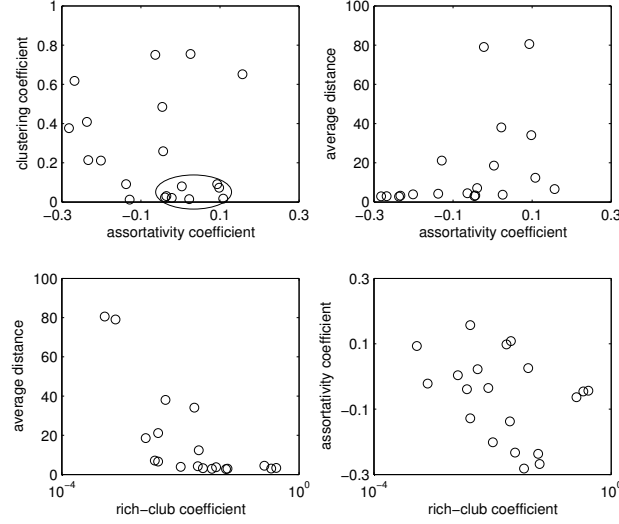 1
0.8
0.6
0.4
0.2
0
−0.3 −0.1 0.1 0.3
clustering coefficient
assortativity coefficient
100
80
60
40
20
0
−0.3 −0.1 0.1 0.3
average distance
assortativity coefficient
100
80
60
40
20
0
10⁻⁴ 10⁰
average distance
rich−club coefficient
0.3
0.1
−0.1
−0.3
10⁻⁴ 10⁰
assortativity coefficient
rich−club coefficient